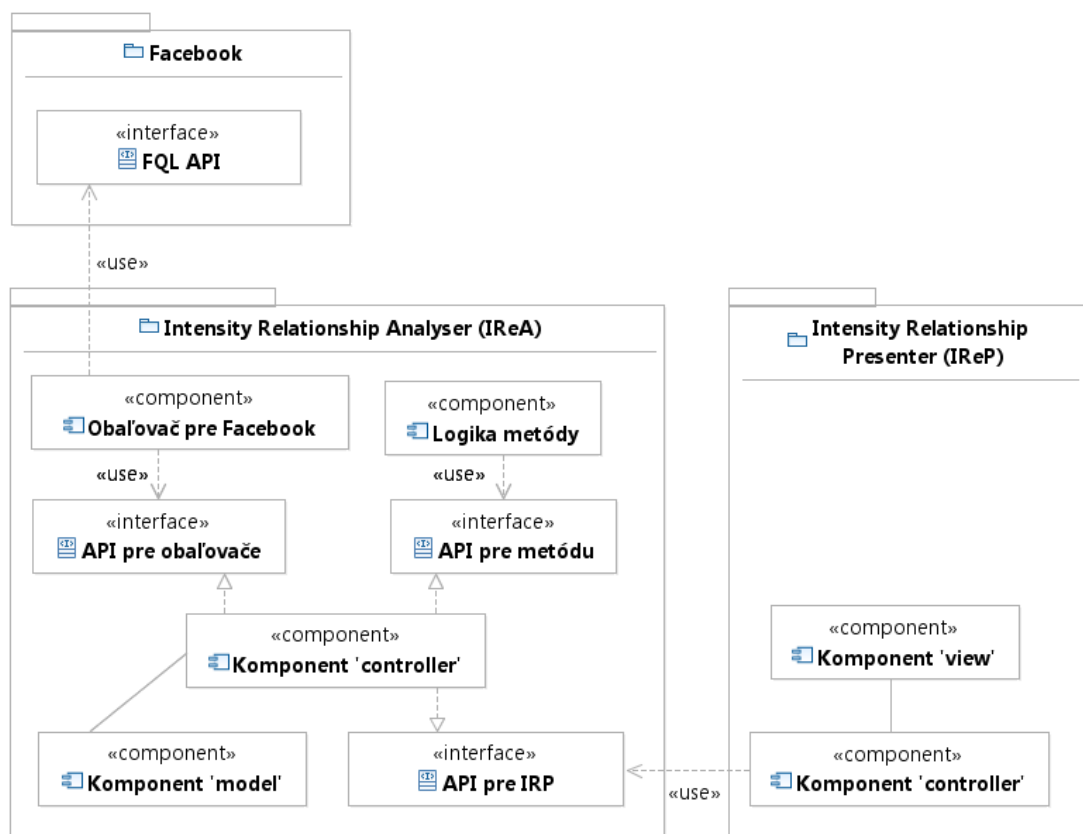 Facebook
«interface»
FQL API
«use»
Intensity Relationship Analyser (IReA)
Intensity Relationship
Presenter (IReP)
«component»
Obaľovač pre Facebook
«component»
Logika metódy
«use»
«use»
«interface»
API pre obaľovače
«interface»
API pre metódu
«component»
Komponent 'controller'
«component»
Komponent 'view'
«component»
Komponent 'model'
«interface»
API pre IRP
«use»
«component»
Komponent 'controller'